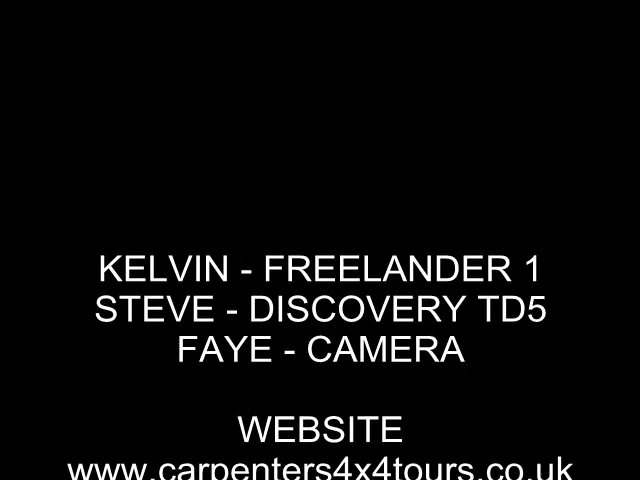 KELVIN - FREELANDER 1
STEVE - DISCOVERY TD5
FAYE - CAMERA
WEBSITE
www.carpenters4x4tours.co.uk